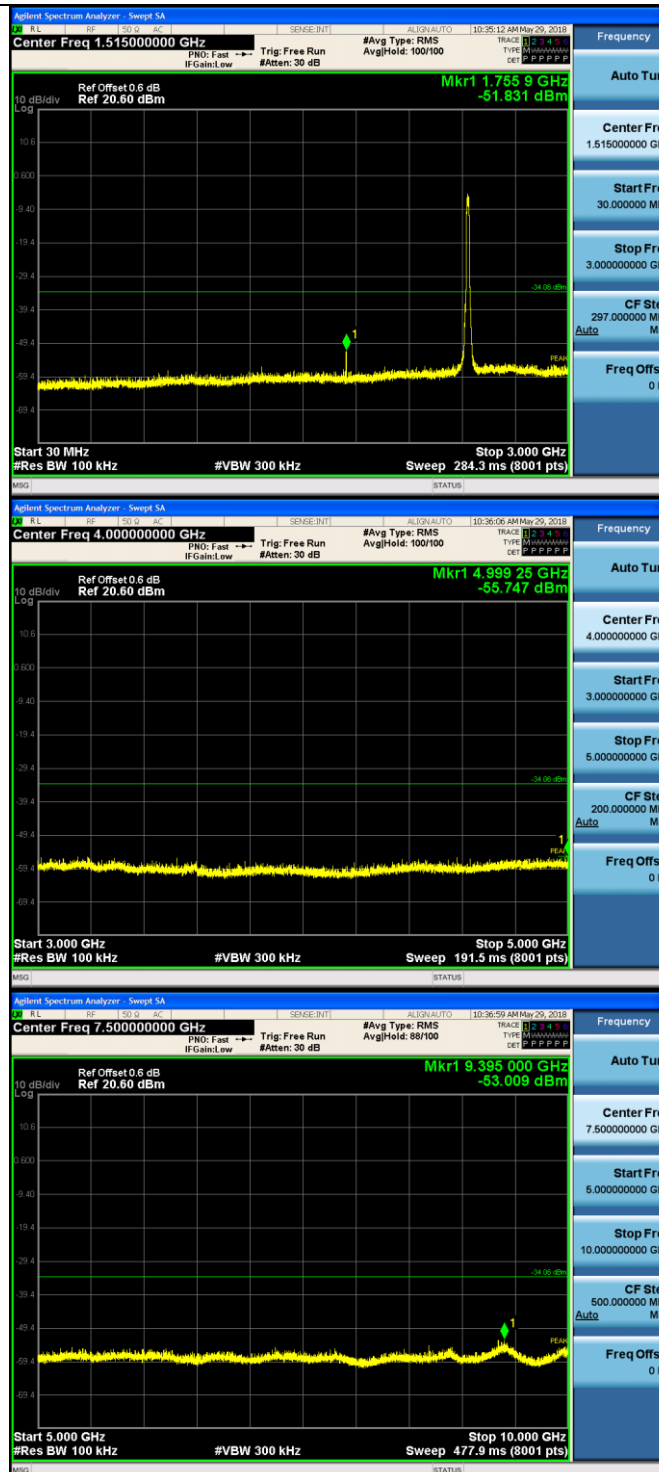 Agilent Spectrum Analyzer - Swept SA
RL RF 50 Ω AC SENSE:INT ALIGNAUTO 10:35:12 AM May 29, 2018
Center Freq 1.515000000 GHz
PNO: Fast
IFGain:Low
Trig: Free Run
#Atten: 30 dB
#Avg Type: RMS
Avg|Hold: 100/100
TRACE 1 2 3 4 5 6
TYPE M
DET P P P P P P
Ref Offset 0.6 dB
Ref 20.60 dBm
10 dB/div
Log
Mkr1 1.755 9 GHz
-51.831 dBm
10.6
0.600
-9.40
-19.4
-29.4
-34.06 dBm
-39.4
-49.4
1
PEAK
-59.4
-69.4
Start 30 MHz
Stop 3.000 GHz
#Res BW 100 kHz
#VBW 300 kHz
Sweep 284.3 ms (8001 pts)
MSG STATUS
Frequency
Auto Tu
Center Fre
1.515000000 G
Start Fre
30.000000 M
Stop Fre
3.000000000 G
CF Ste
297.000000 M
Auto M
Freq Offs
0
Agilent Spectrum Analyzer - Swept SA
RL RF 50 Ω AC SENSE:INT ALIGNAUTO 10:36:06 AM May 29, 2018
Center Freq 4.000000000 GHz
PNO: Fast
IFGain:Low
Trig: Free Run
#Atten: 30 dB
#Avg Type: RMS
Avg|Hold: 100/100
TRACE 1 2 3 4 5 6
TYPE M
DET P P P P P P
Ref Offset 0.6 dB
Ref 20.60 dBm
10 dB/div
Log
Mkr1 4.999 25 GHz
-55.747 dBm
10.6
0.600
-9.40
-19.4
-29.4
-34.06 dBm
-39.4
-49.4
1
PEAK
-59.4
-69.4
Start 3.000 GHz
Stop 5.000 GHz
#Res BW 100 kHz
#VBW 300 kHz
Sweep 191.5 ms (8001 pts)
MSG STATUS
Frequency
Auto Tu
Center Fre
4.000000000 G
Start Fre
3.000000000 G
Stop Fre
5.000000000 G
CF Ste
200.000000 M
Auto M
Freq Offs
0
Agilent Spectrum Analyzer - Swept SA
RL RF 50 Ω AC SENSE:INT ALIGNAUTO 10:36:59 AM May 29, 2018
Center Freq 7.500000000 GHz
PNO: Fast
IFGain:Low
Trig: Free Run
#Atten: 30 dB
#Avg Type: RMS
Avg|Hold: 88/100
TRACE 1 2 3 4 5 6
TYPE M
DET P P P P P P
Ref Offset 0.6 dB
Ref 20.60 dBm
10 dB/div
Log
Mkr1 9.395 000 GHz
-53.009 dBm
10.6
0.600
-9.40
-19.4
-29.4
-34.06 dBm
-39.4
-49.4
1
PEAK
-59.4
-69.4
Start 5.000 GHz
Stop 10.000 GHz
#Res BW 100 kHz
#VBW 300 kHz
Sweep 477.9 ms (8001 pts)
MSG STATUS
Frequency
Auto Tu
Center Fre
7.500000000 G
Start Fre
5.000000000 G
Stop Fre
10.000000000 G
CF Ste
500.000000 M
Auto M
Freq Offs
0